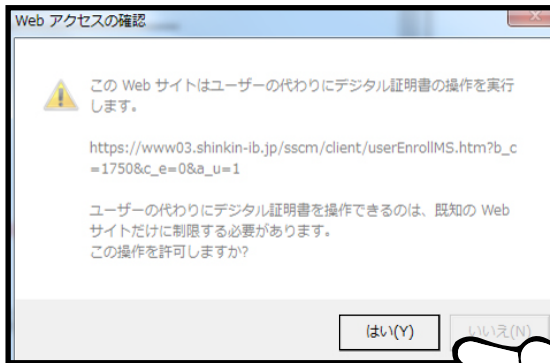 Web アクセスの確認
この Web サイトはユーザーの代わりにデジタル証明書の操作を実行
します。
https://www03.shinkin-ib.jp/sscm/client/userEnrollMS.htm?b_c
=1750&c_e=0&a_u=1
ユーザーの代わりにデジタル証明書を操作できるのは、既知の Web
サイトだけに制限する必要があります。
この操作を許可しますか?
はい(Y)
いいえ(N)